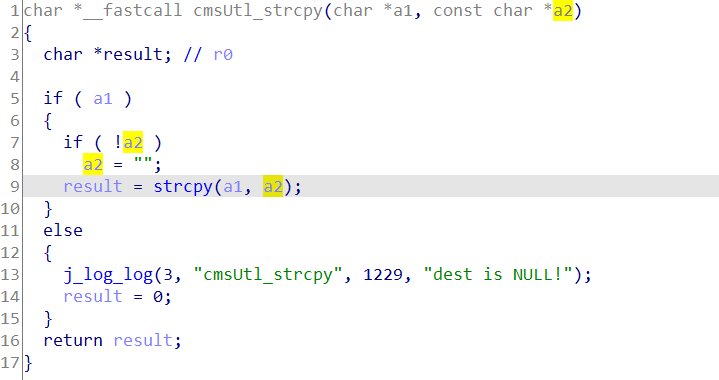 1 char *__fastcall cmsUtl_strcpy(char *a1, const char *a2)
2 {
3   char *result; // r0
4
5   if ( a1 )
6   {
7     if ( !a2 )
8       a2 = "";
9     result = strcpy(a1, a2);
10   }
11   else
12   {
13     j_log_log(3, "cmsUtl_strcpy", 1229, "dest is NULL!");
14     result = 0;
15   }
16   return result;
17 }